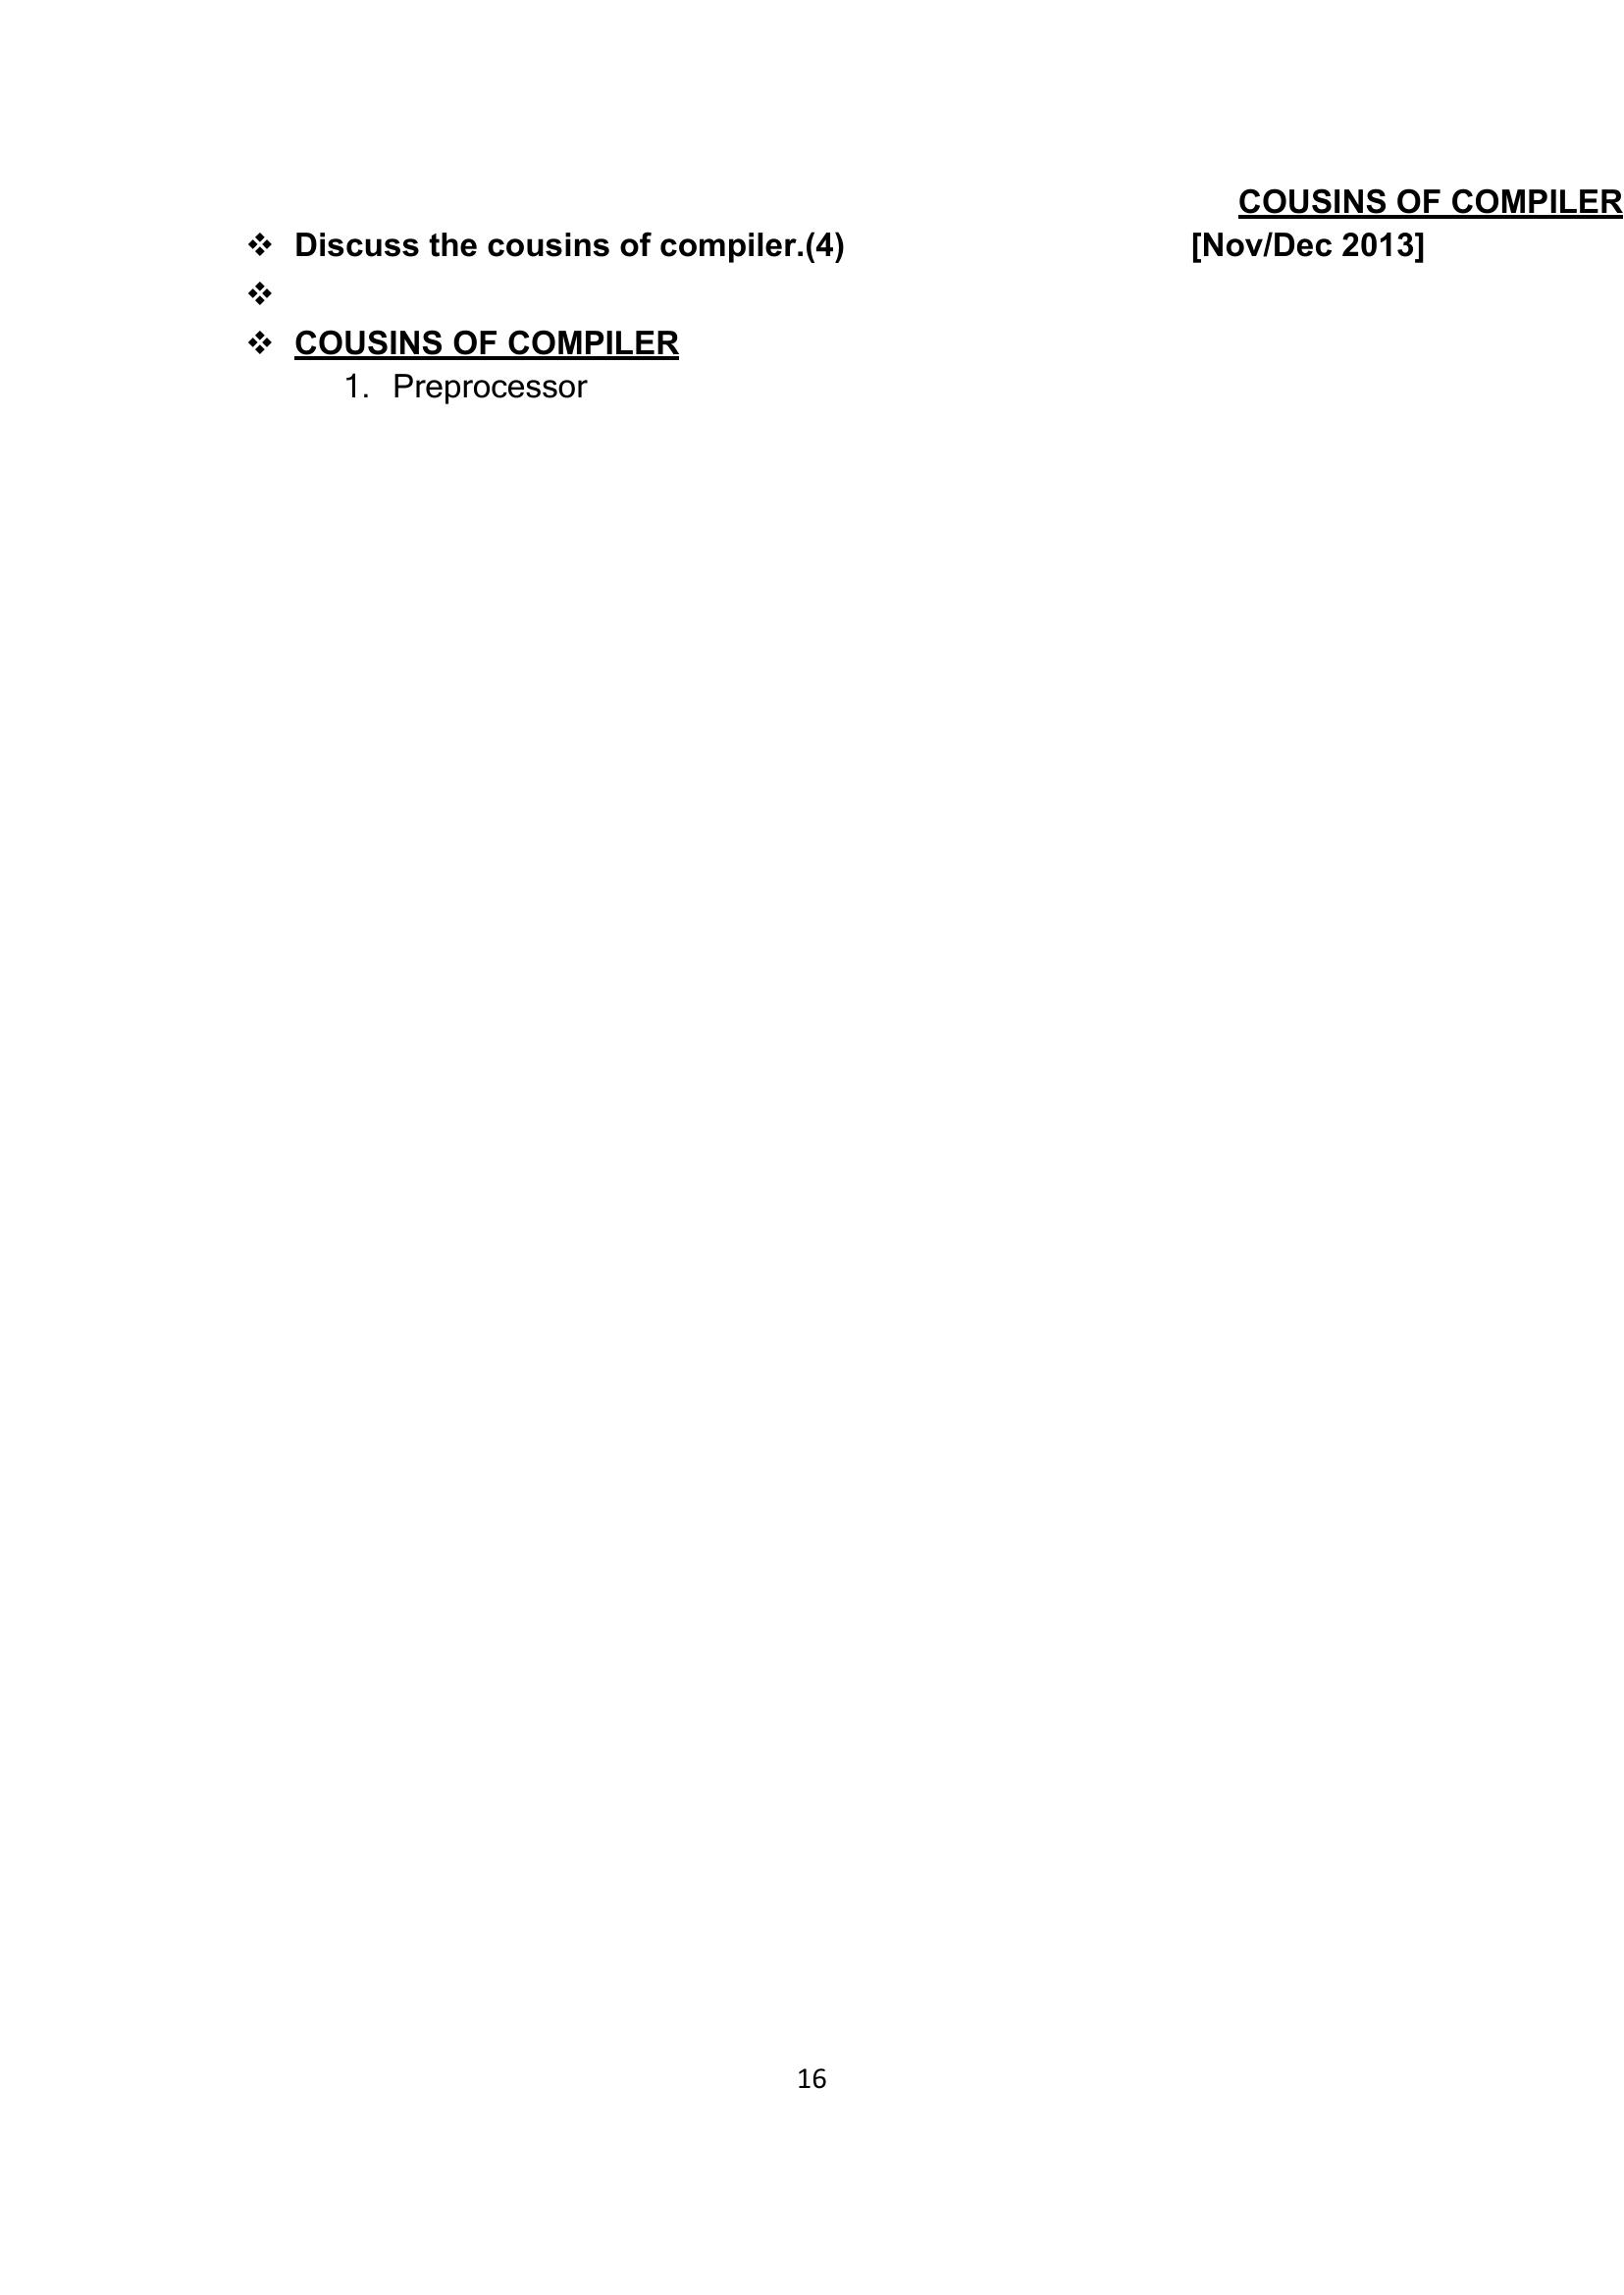 COUSINS OF COMPILER
❖ Discuss the cousins of compiler.(4) [Nov/Dec 2013]
❖
❖ COUSINS OF COMPILER
1. Preprocessor
16